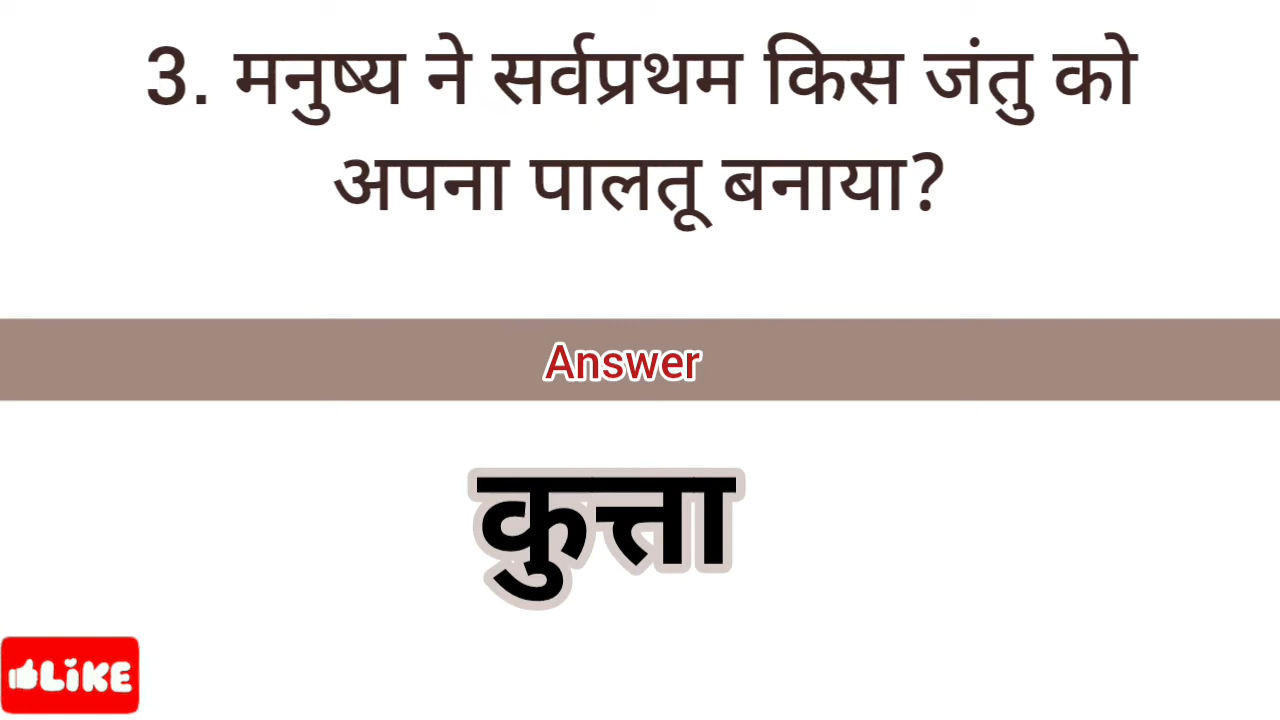 3. मनुष्य ने सर्वप्रथम किस जंतु को
अपना पालतू बनाया?
Answer
कुत्ता
LiKE